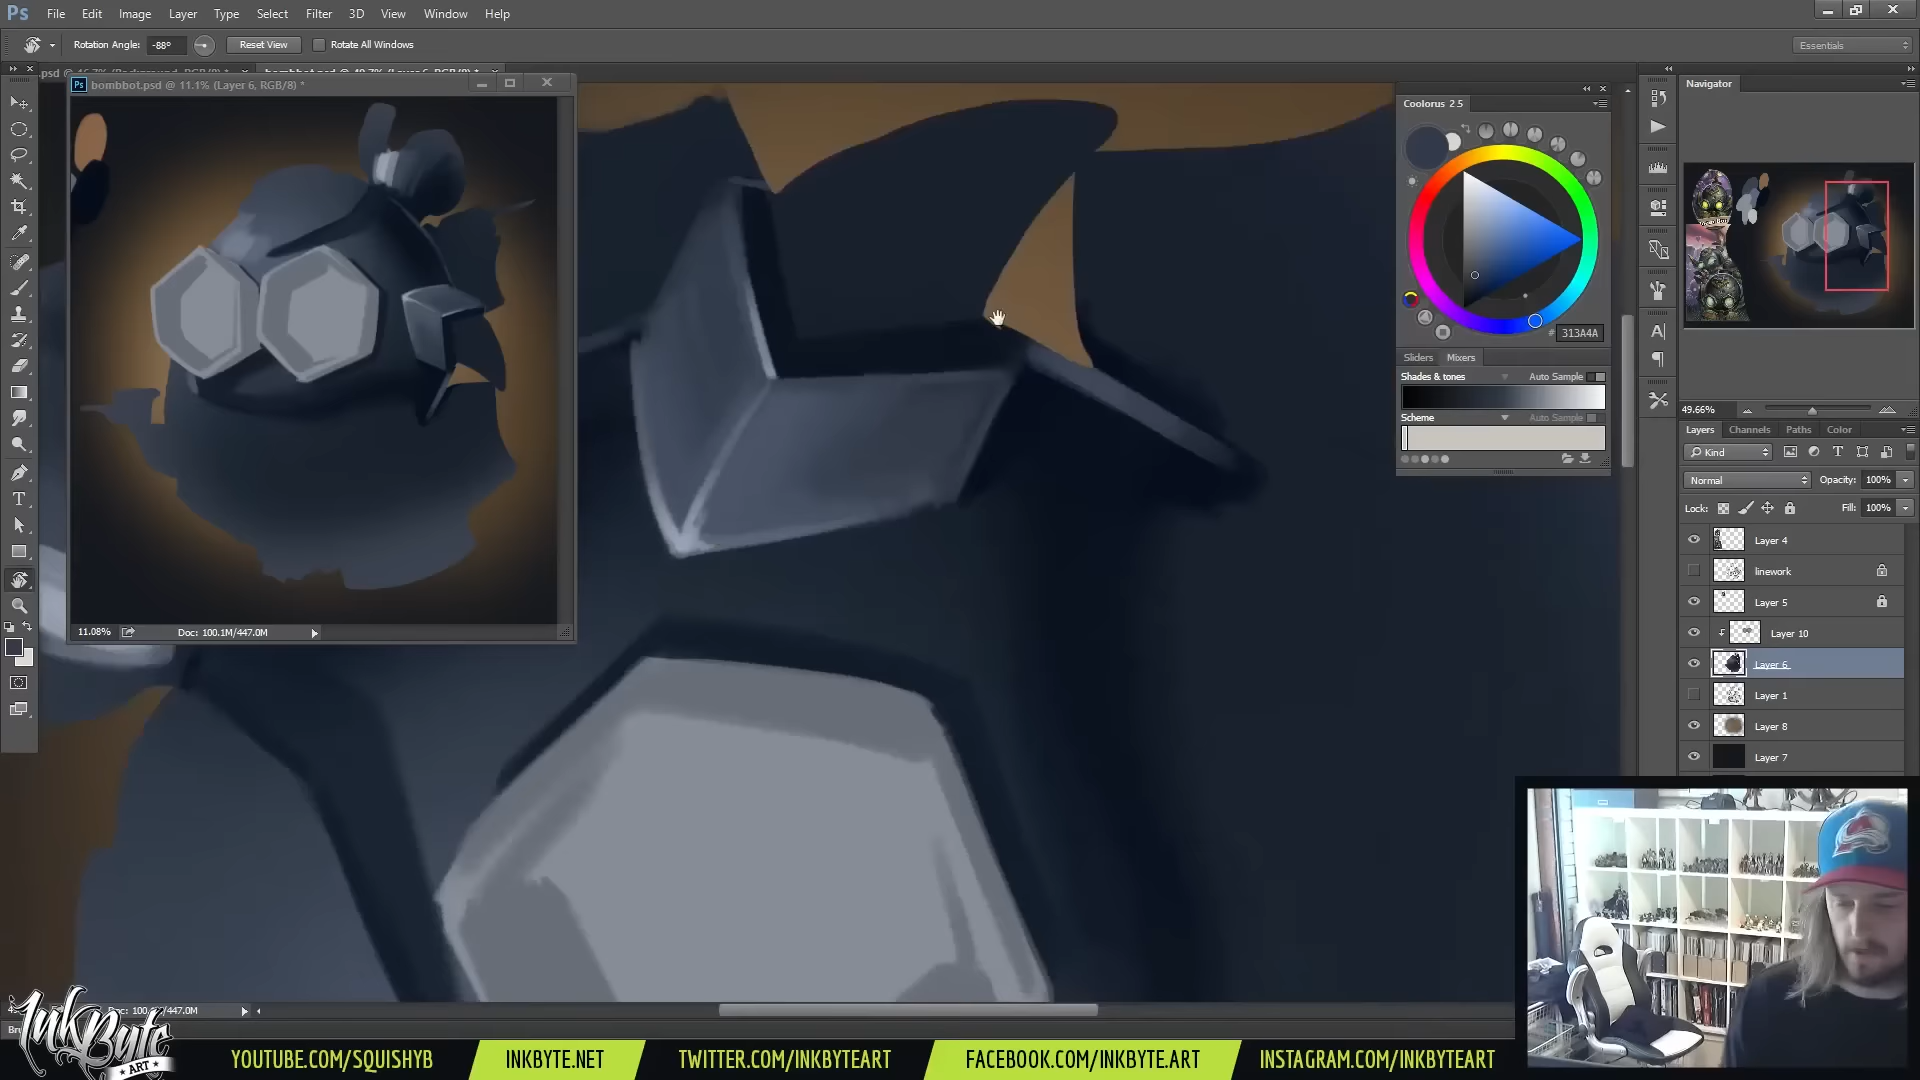 Ps File Edit Image Layer Type Select Filter 3D View Window Help
Rotation Angle: -88° Reset View Rotate All Windows Essentials
Ps bombbot.psd @ 11.1% (Layer 6, RGB/8) *
11.08% Doc: 100.1M/447.0M
Coolorus 2.5
# 313A4A
Sliders Mixers
Shades & tones Auto Sample
Scheme Auto Sample
Navigator
49.66%
Layers Channels Paths Color
Kind
Normal Opacity: 100%
Lock: Fill: 100%
Layer 4
linework
Layer 5
Layer 10
Layer 6
Layer 1
Layer 8
Layer 7
InkByte
ART
YOUTUBE.COM/SQUISHYB INKBYTE.NET TWITTER.COM/INKBYTEART FACEBOOK.COM/INKBYTE.ART INSTAGRAM.COM/INKBYTEART